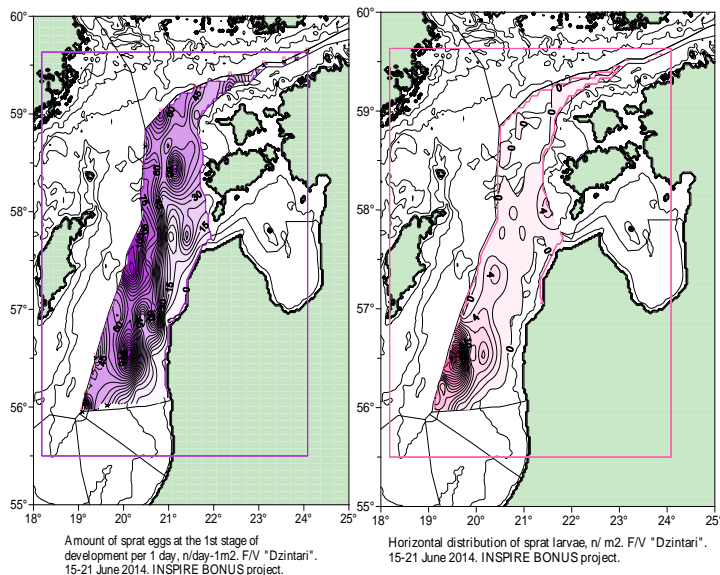 60°
59°
58°
57°
56°
55°
18° 19° 20° 21° 22° 23° 24° 25°
Amount of sprat eggs at the 1st stage of
development per 1 day, n/day-1m2. F/V "Dzintari".
15-21 June 2014. INSPIRE BONUS project.
60°
59°
58°
57°
56°
55°
18° 19° 20° 21° 22° 23° 24° 25°
Horizontal distribution of sprat larvae, n/ m2. F/V "Dzintari".
15-21 June 2014. INSPIRE BONUS project.